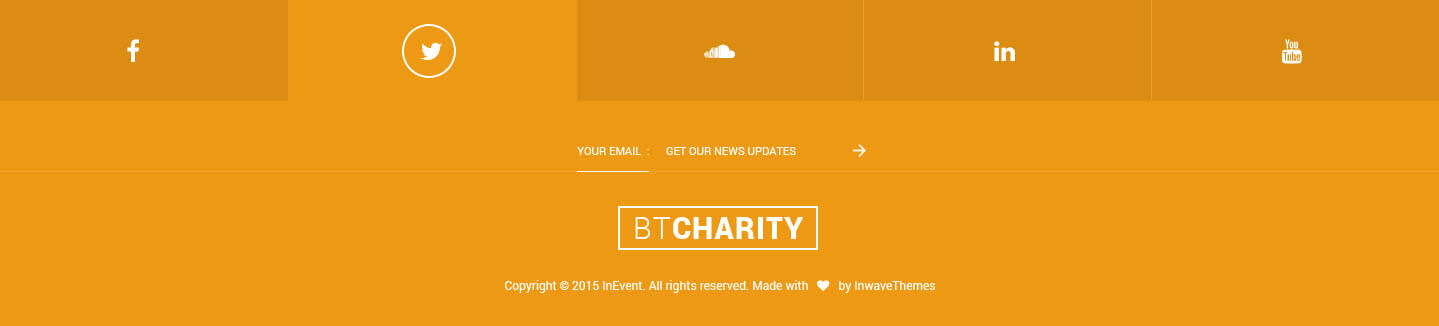 You
Tube
YOUR EMAIL : GET OUR NEWS UPDATES
BTCHARITY
Copyright © 2015 InEvent. All rights reserved. Made with ♥ by InwaveThemes